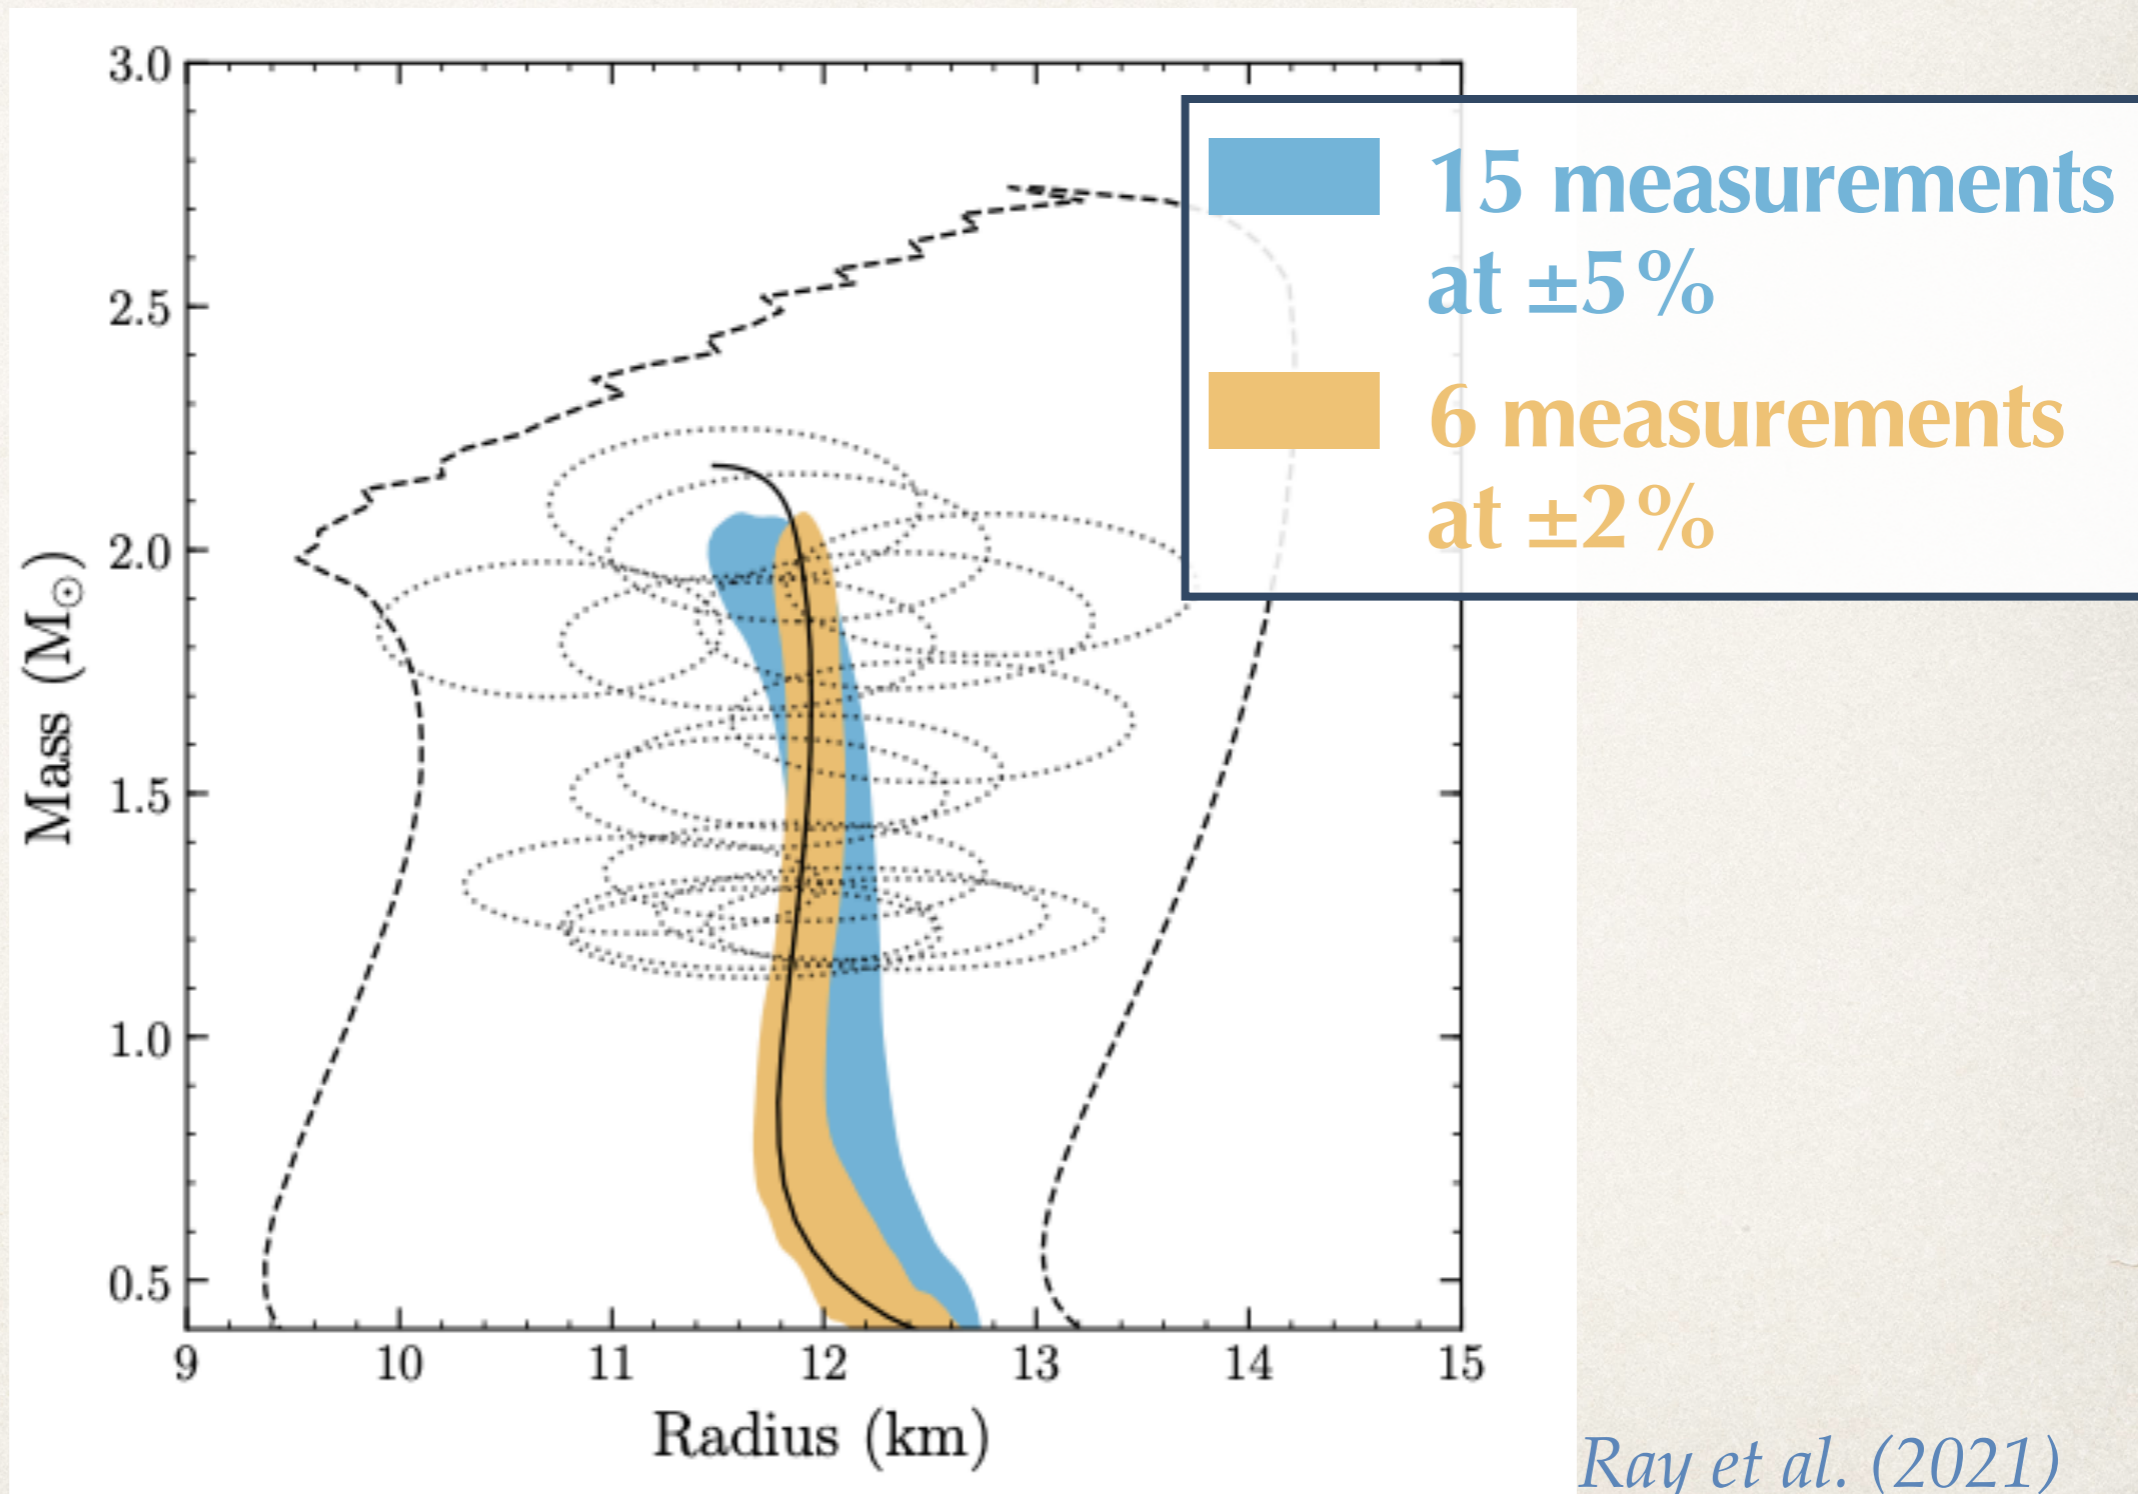 3.0
2.5
2.0
1.5
1.0
0.5
Mass (M☉)
9 10 11 12 13 14 15
Radius (km)
15 measurements
at ±5%
6 measurements
at ±2%
Ray et al. (2021)